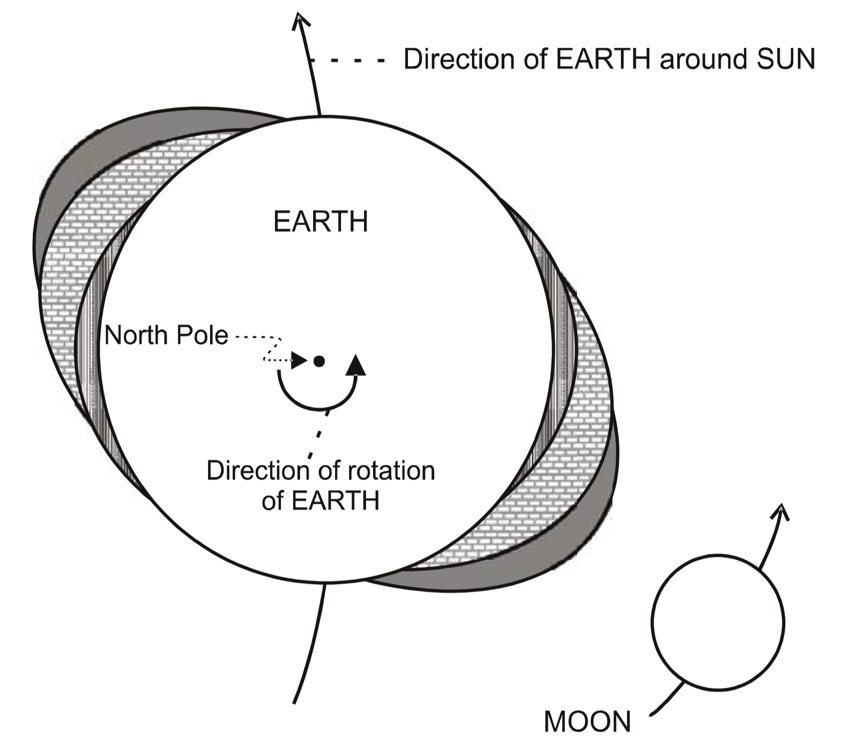 Direction of EARTH around SUN
EARTH
North Pole
Direction of rotation
of EARTH
MOON